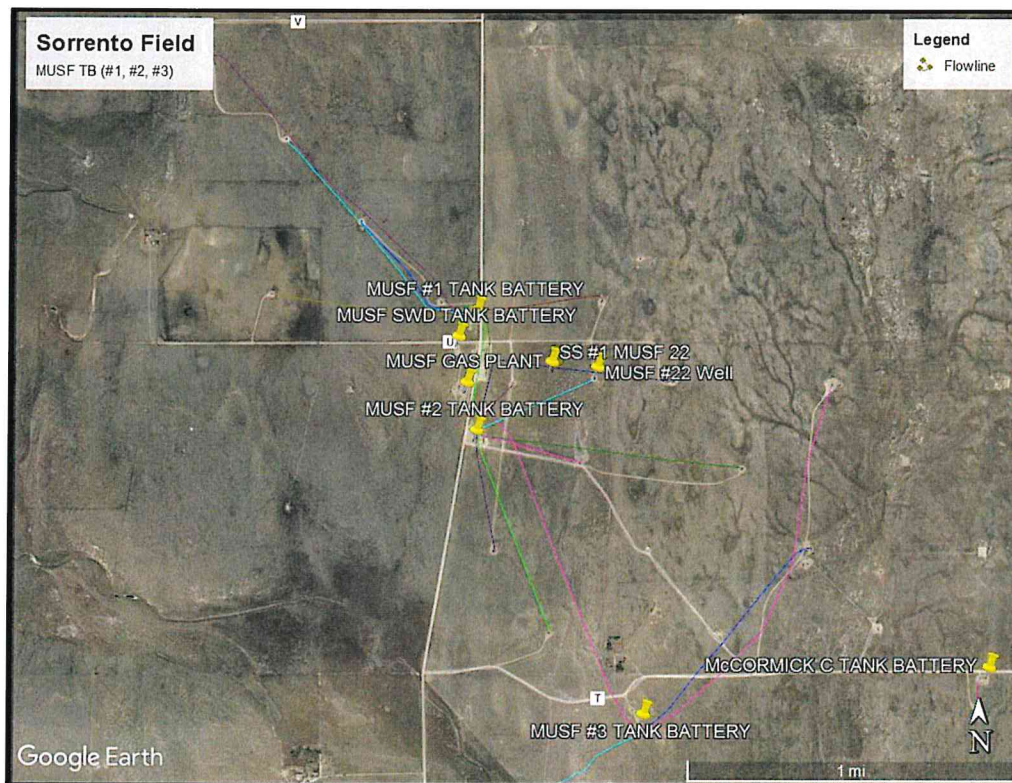 Sorrento Field
MUSF TB (#1, #2, #3)
V
Legend
Flowline
MUSF #1 TANK BATTERY
MUSF SWD TANK BATTERY
U
MUSF GAS PLANT
SS #1 MUSF 22
MUSF #22 Well
MUSF #2 TANK BATTERY
McCORMICK C TANK BATTERY
T
MUSF #3 TANK BATTERY
N
Google Earth
1 mi